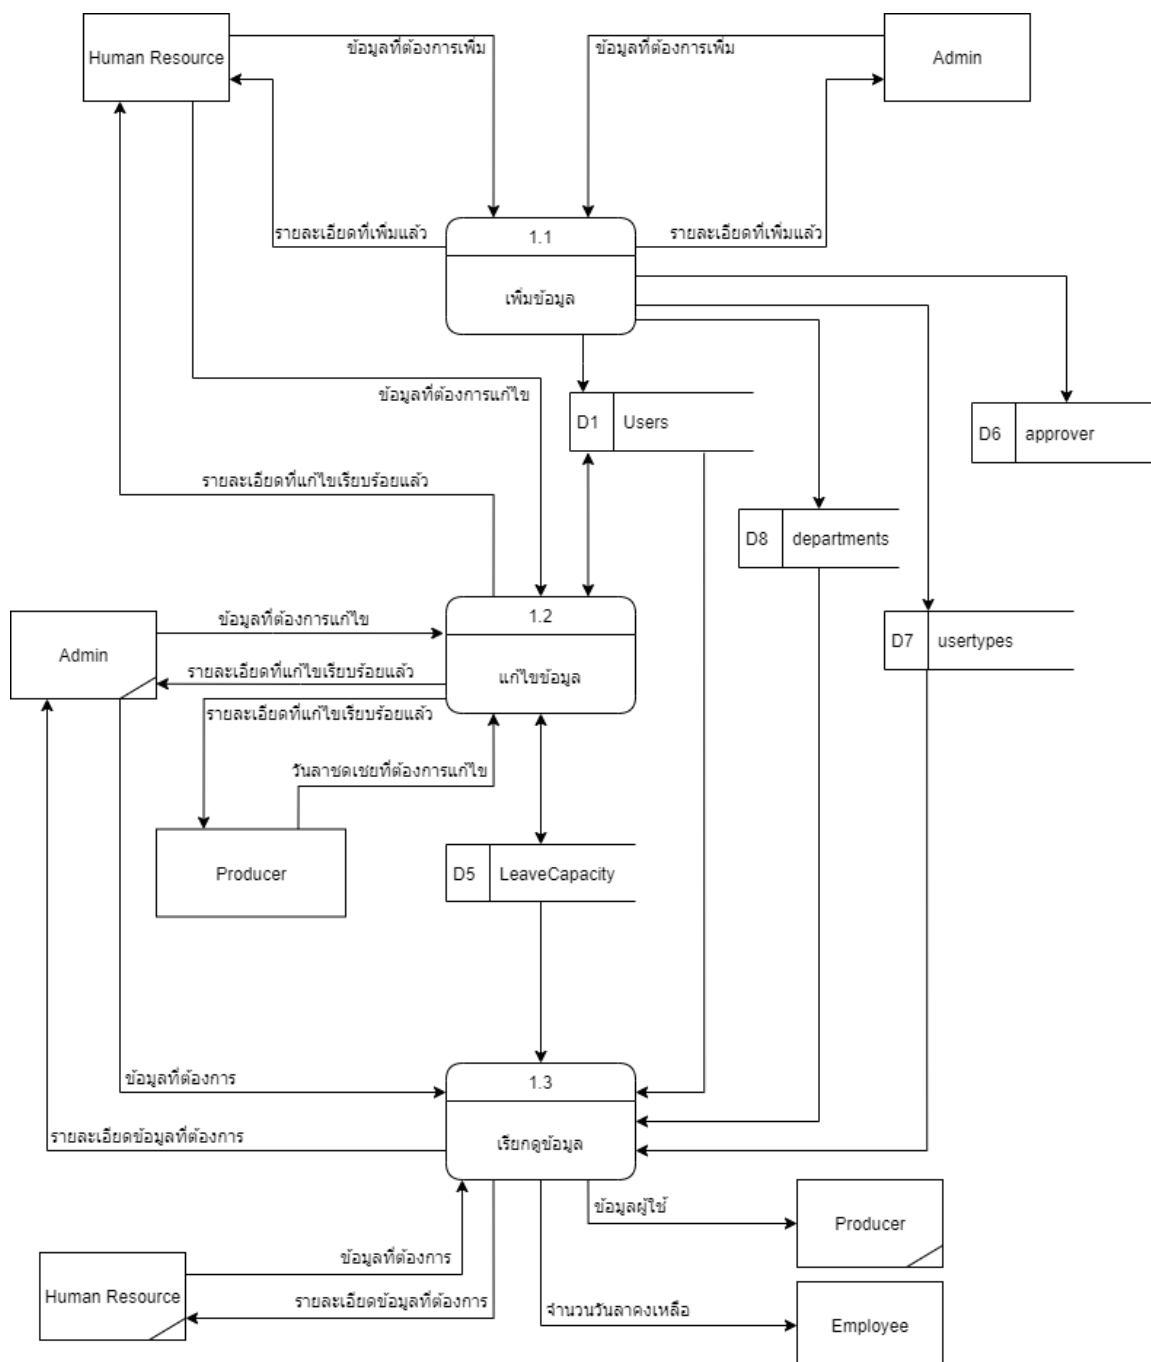 Human Resource
ข้อมูลที่ต้องการเพิ่ม
ข้อมูลที่ต้องการเพิ่ม
Admin
รายละเอียดที่เพิ่มแล้ว
1.1
รายละเอียดที่เพิ่มแล้ว
เพิ่มข้อมูล
ข้อมูลที่ต้องการแก้ไข
D1 Users
D6 approver
รายละเอียดที่แก้ไขเรียบร้อยแล้ว
D8 departments
1.2
ข้อมูลที่ต้องการแก้ไข
Admin
D7 usertypes
รายละเอียดที่แก้ไขเรียบร้อยแล้ว
แก้ไขข้อมูล
รายละเอียดที่แก้ไขเรียบร้อยแล้ว
วันลาชดเชยที่ต้องการแก้ไข
Producer
D5 LeaveCapacity
ข้อมูลที่ต้องการ
1.3
รายละเอียดข้อมูลที่ต้องการ
เรียกดูข้อมูล
ข้อมูลผู้ใช้
Producer
ข้อมูลที่ต้องการ
Human Resource
รายละเอียดข้อมูลที่ต้องการ
จำนวนวันลาคงเหลือ
Employee